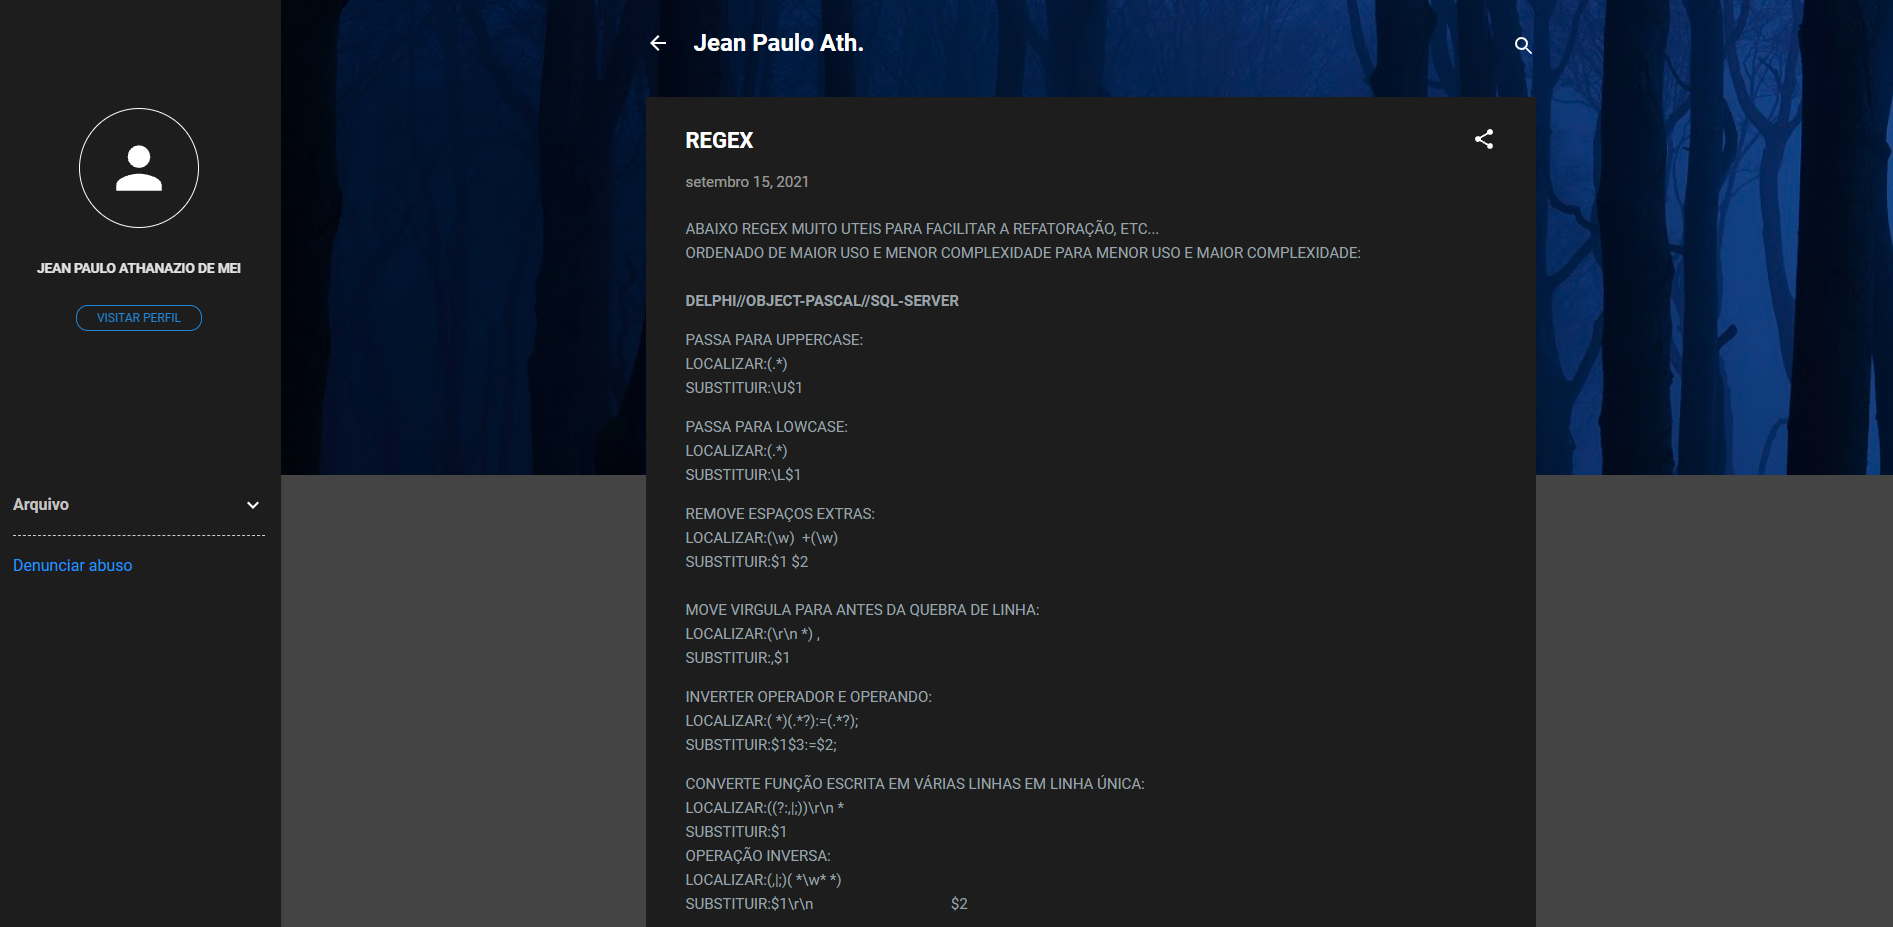 JEAN PAULO ATHANAZIO DE MEI
VISITAR PERFIL
Arquivo
Denunciar abuso
Jean Paulo Ath.
REGEX
setembro 15, 2021
ABAIXO REGEX MUITO UTEIS PARA FACILITAR A REFATORAÇÃO, ETC...
ORDENADO DE MAIOR USO E MENOR COMPLEXIDADE PARA MENOR USO E MAIOR COMPLEXIDADE:
DELPHI//OBJECT-PASCAL//SQL-SERVER
PASSA PARA UPPERCASE:
LOCALIZAR:(.*)
SUBSTITUIR:\U$1
PASSA PARA LOWCASE:
LOCALIZAR:(.*)
SUBSTITUIR:\L$1
REMOVE ESPAÇOS EXTRAS:
LOCALIZAR:(\w)  +(\w)
SUBSTITUIR:$1 $2
MOVE VIRGULA PARA ANTES DA QUEBRA DE LINHA:
LOCALIZAR:(\r\n *) ,
SUBSTITUIR:,$1
INVERTER OPERADOR E OPERANDO:
LOCALIZAR:( *)(.*?):=(.*?);
SUBSTITUIR:$1$3:=$2;
CONVERTE FUNÇÃO ESCRITA EM VÁRIAS LINHAS EM LINHA ÚNICA:
LOCALIZAR:((?:,|;))\r\n *
SUBSTITUIR:$1
OPERAÇÃO INVERSA:
LOCALIZAR:(,|;)( *\w* *)
SUBSTITUIR:$1\r\n                                  $2